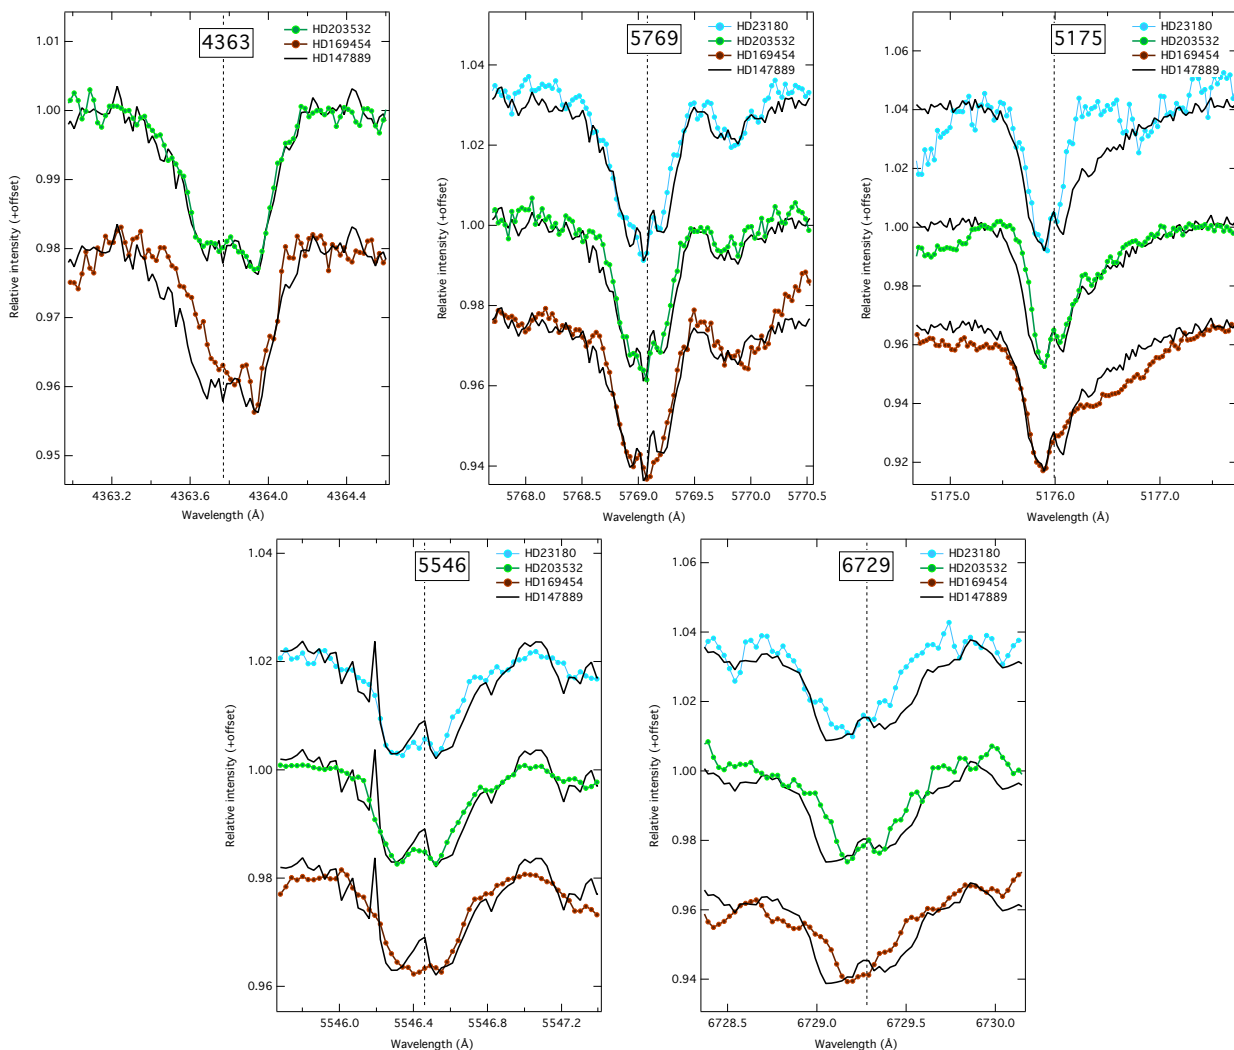 4363
HD203532
HD169454
HD147889
Relative intensity (+offset)
1.01
1.00
0.99
0.98
0.97
0.96
0.95
4363.2
4363.6
4364.0
4364.4
Wavelength (Å)
5769
HD23180
HD203532
HD169454
HD147889
Relative intensity (+offset)
1.04
1.02
1.00
0.98
0.96
0.94
5768.0
5768.5
5769.0
5769.5
5770.0
5770.5
Wavelength (Å)
5175
HD23180
HD203532
HD169454
HD147889
Relative intensity (+offset)
1.06
1.04
1.02
1.00
0.98
0.96
0.94
0.92
5175.0
5176.0
5177.0
Wavelength (Å)
5546
HD23180
HD203532
HD169454
HD147889
Relative intensity (+offset)
1.04
1.02
1.00
0.98
0.96
5546.0
5546.4
5546.8
5547.2
Wavelength (Å)
6729
HD23180
HD203532
HD169454
HD147889
Relative intensity (+offset)
1.06
1.04
1.02
1.00
0.98
0.96
0.94
6728.5
6729.0
6729.5
6730.0
Wavelength (Å)